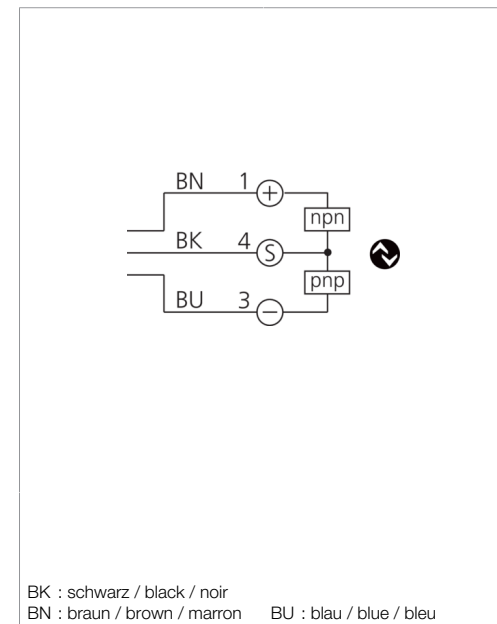 BN 1 +
npn
BK 4 S
pnp
BU 3 −
BK : schwarz / black / noir
BN : braun / brown / marron BU : blau / blue / bleu